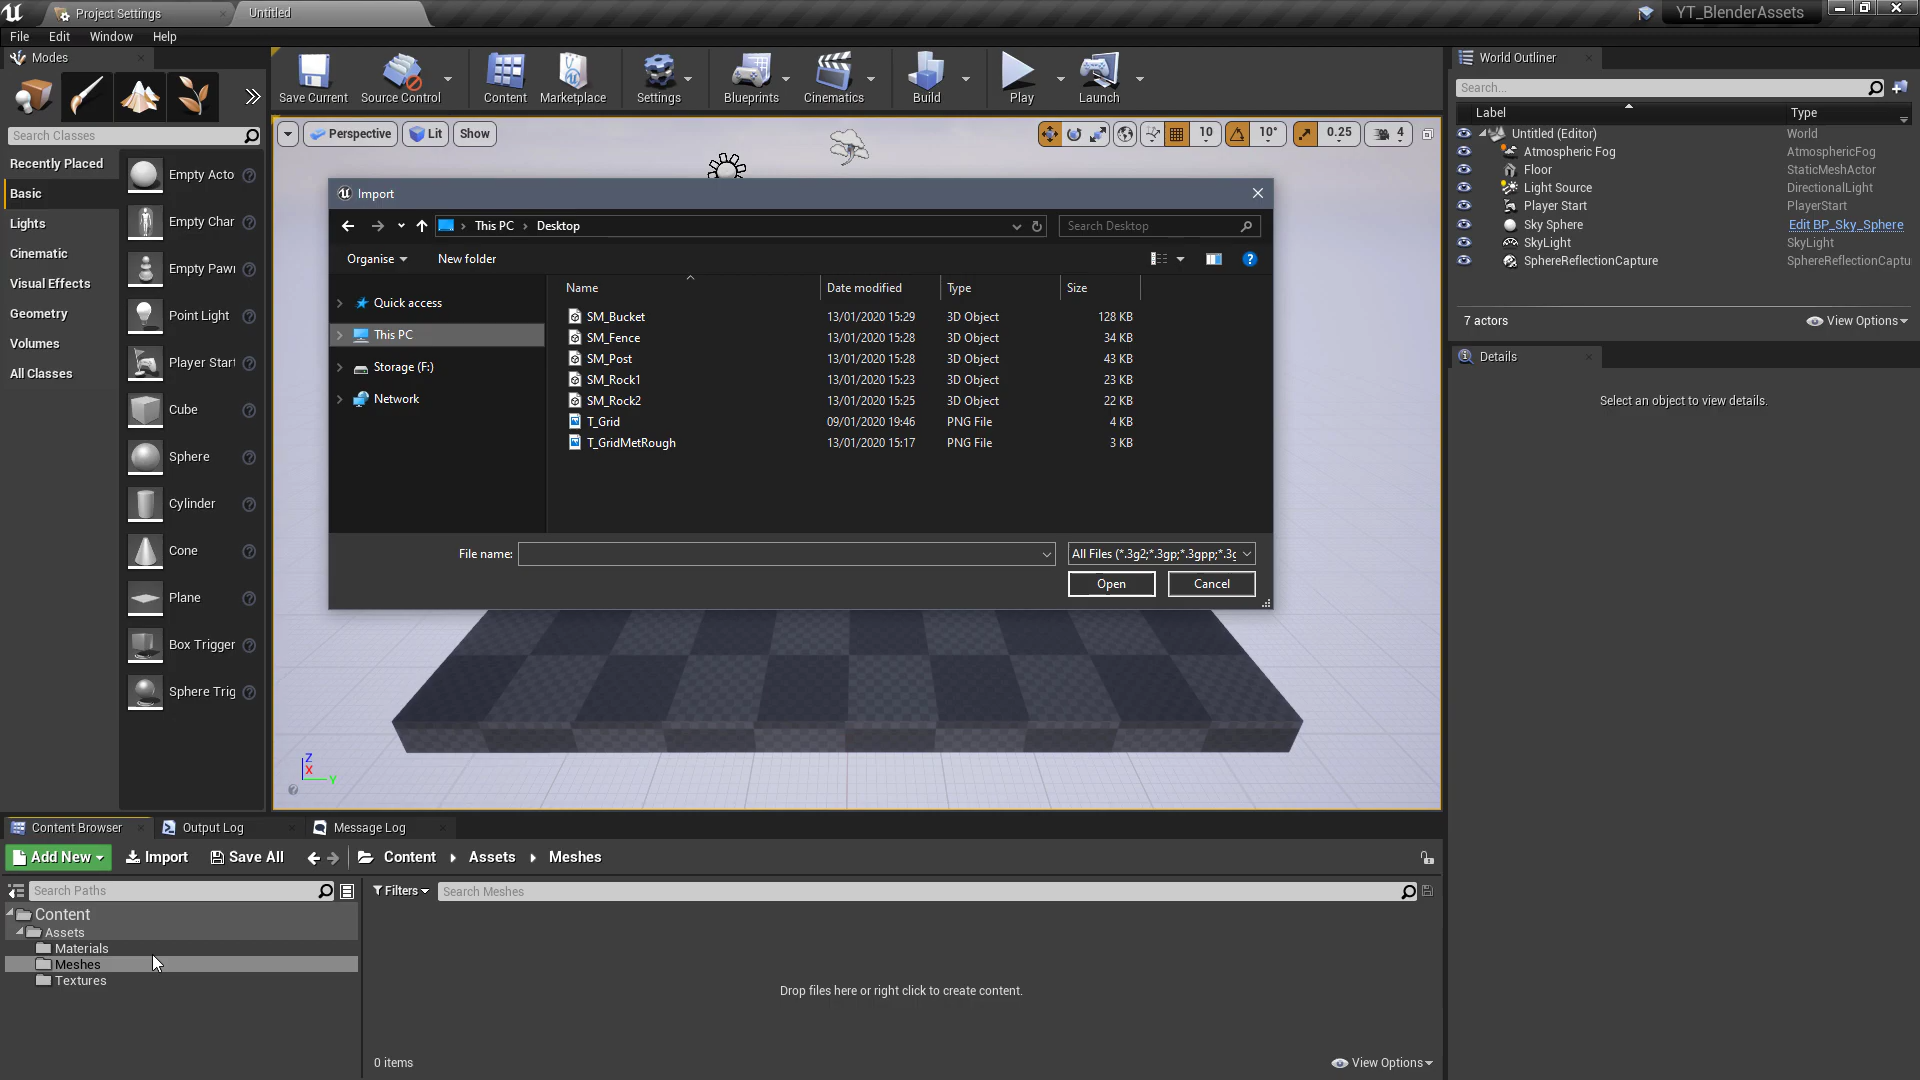 Project Settings
Untitled
YT_BlenderAssets
File Edit Window Help
Modes
Search Classes
Recently Placed
Basic
Lights
Cinematic
Visual Effects
Geometry
Volumes
All Classes
Empty Acto
Empty Char
Empty Pawn
Point Light
Player Start
Cube
Sphere
Cylinder
Cone
Plane
Box Trigger
Sphere Trig
Save Current
Source Control
Content
Marketplace
Settings
Blueprints
Cinematics
Build
Play
Launch
Perspective Lit Show
10 10° 0.25 4
Import
This PC Desktop
Search Desktop
Organise New folder
Quick access
This PC
Storage (F:)
Network
Name Date modified Type Size
SM_Bucket 13/01/2020 15:29 3D Object 128 KB
SM_Fence 13/01/2020 15:28 3D Object 34 KB
SM_Post 13/01/2020 15:28 3D Object 43 KB
SM_Rock1 13/01/2020 15:23 3D Object 23 KB
SM_Rock2 13/01/2020 15:25 3D Object 22 KB
T_Grid 09/01/2020 19:46 PNG File 4 KB
T_GridMetRough 13/01/2020 15:17 PNG File 3 KB
File name:
All Files (*.3g2;*.3gp;*.3gpp;*.3g
Open Cancel
Z
X
Y
World Outliner
Search...
Label Type
Untitled (Editor) World
Atmospheric Fog AtmosphericFog
Floor StaticMeshActor
Light Source DirectionalLight
Player Start PlayerStart
Sky Sphere Edit BP_Sky_Sphere
SkyLight SkyLight
SphereReflectionCapture SphereReflectionCaptu
7 actors
View Options
Details
Select an object to view details.
Content Browser
Output Log
Message Log
Add New Import Save All
Content Assets Meshes
Search Paths
Filters
Search Meshes
Content
Assets
Materials
Meshes
Textures
Drop files here or right click to create content.
0 items
View Options